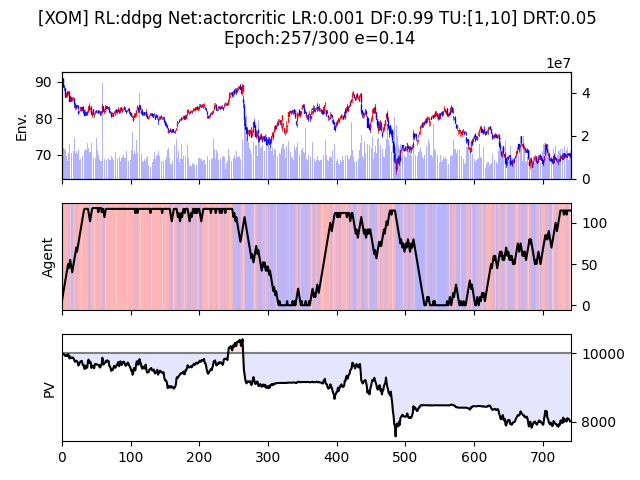 [XOM] RL:ddpg Net:actorcritic LR:0.001 DF:0.99 TU:[1,10] DRT:0.05
Epoch:257/300 e=0.14
1e7
90
80
70
Env.
4
2
0
Agent
100
50
0
PV
10000
8000
0 100 200 300 400 500 600 700